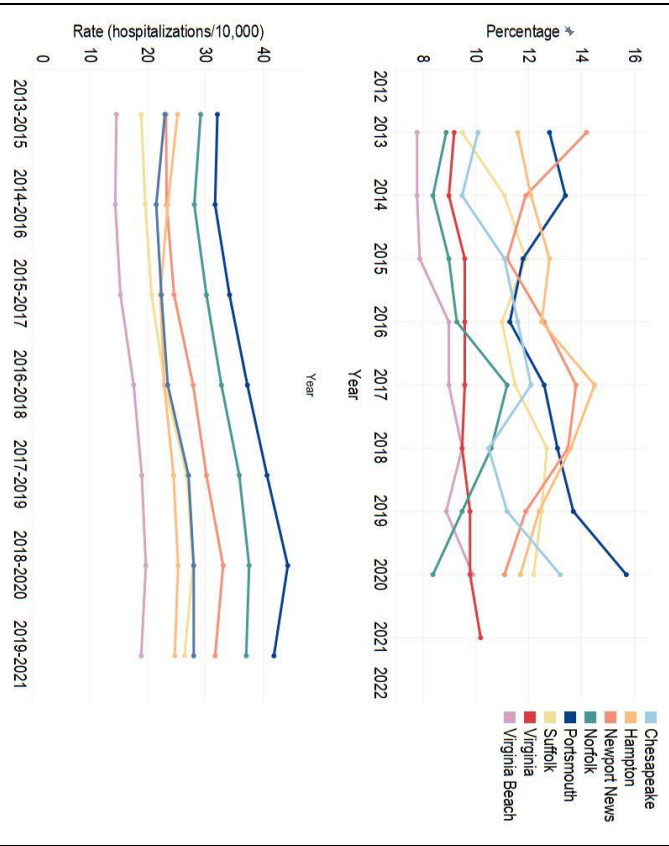 Percentage
16
14
12
10
8
2012
2013
2014
2015
2016
2017
2018
2019
2020
2021
2022
Year
Chesapeake
Hampton
Newport News
Norfolk
Portsmouth
Suffolk
Virginia
Virginia Beach
Rate (hospitalizations/10,000)
40
30
20
10
0
2013-2015
2014-2016
2015-2017
2016-2018
2017-2019
2018-2020
2019-2021
Year